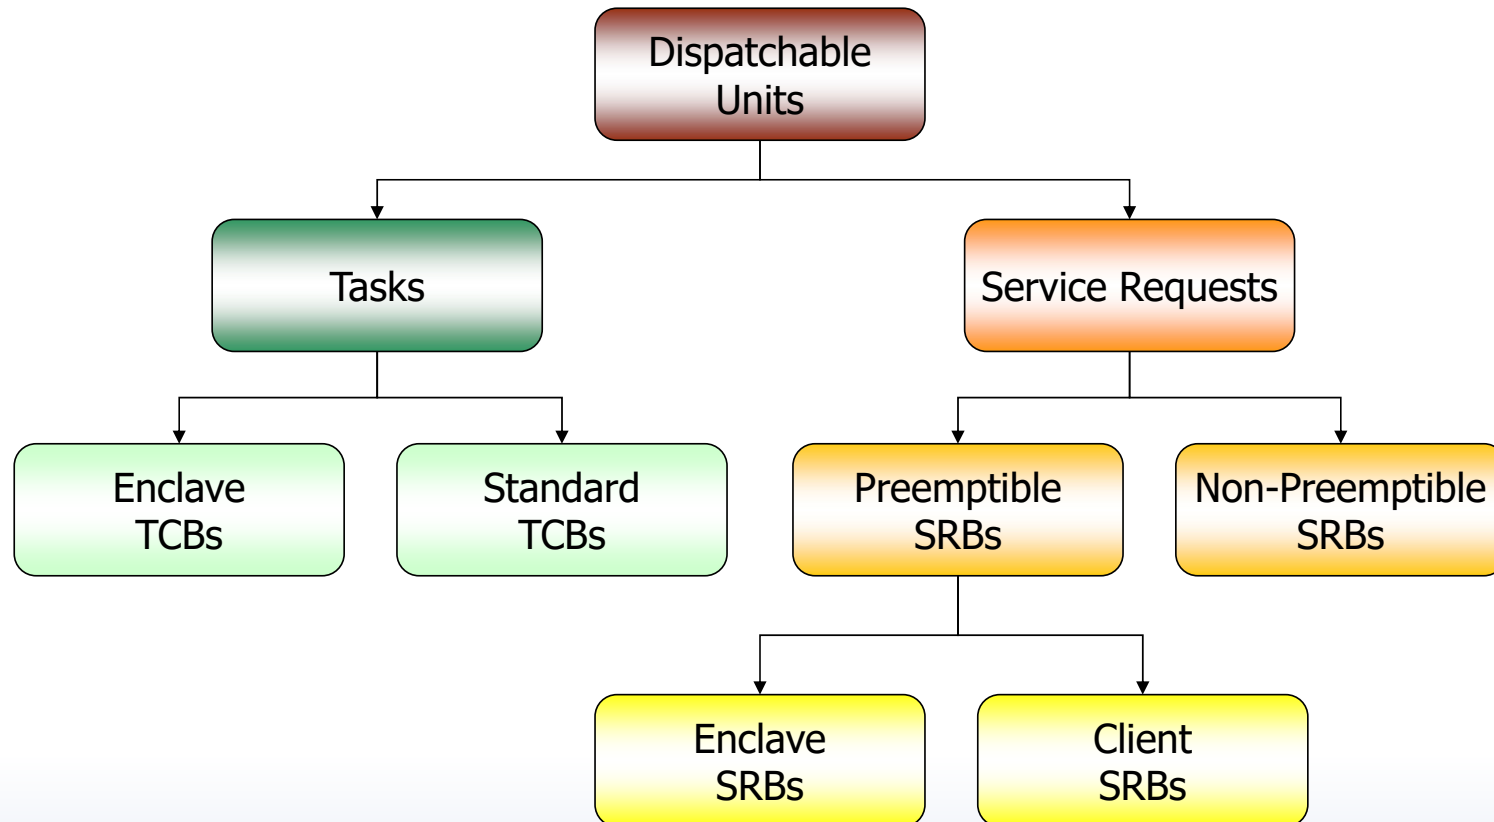 Dispatchable
Units
Tasks
Service Requests
Enclave
TCBs
Standard
TCBs
Preemptible
SRBs
Non-Preemptible
SRBs
Enclave
SRBs
Client
SRBs